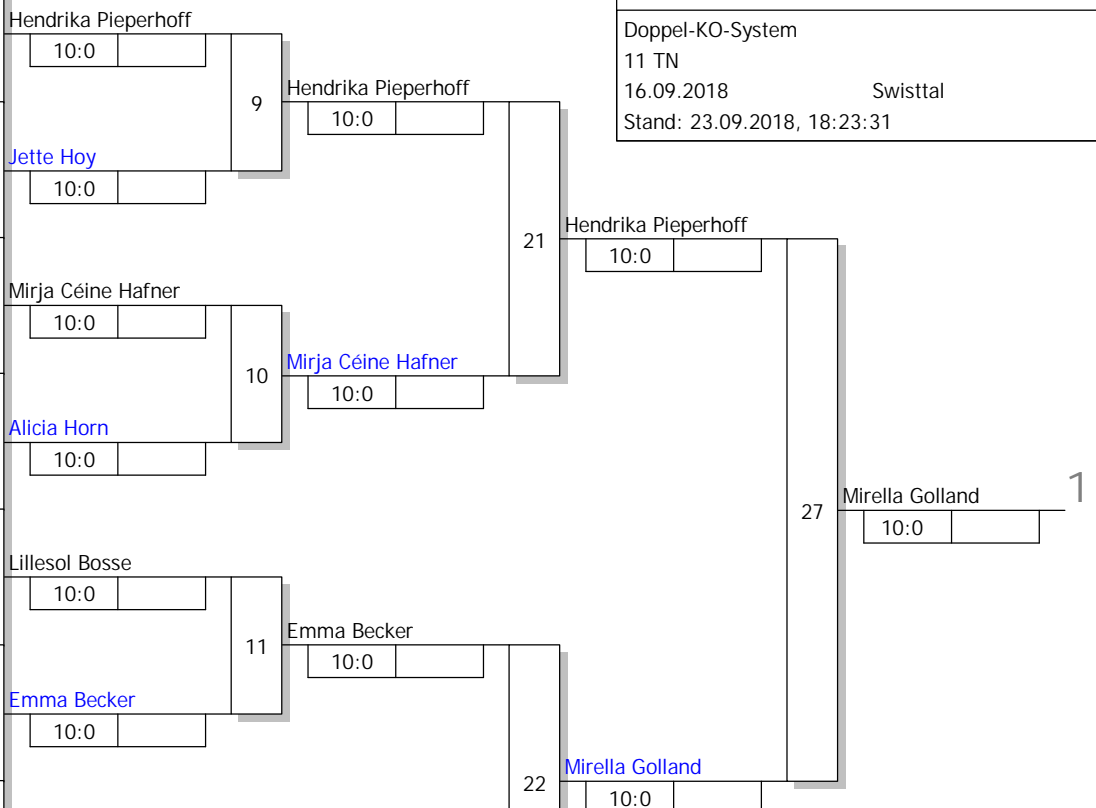 Hendrika Pieperhoff
10:0
9
Jette Hoy
10:0
Hendrika Pieperhoff
10:0
Mirja Céine Hafner
10:0
10
Alicia Horn
10:0
Mirja Céine Hafner
10:0
21
Hendrika Pieperhoff
10:0
Lillesol Bosse
10:0
11
Emma Becker
10:0
Emma Becker
10:0
22
Mirella Golland
10:0
27
Mirella Golland
10:0
1
Doppel-KO-System
11 TN
16.09.2018 Swisttal
Stand: 23.09.2018, 18:23:31